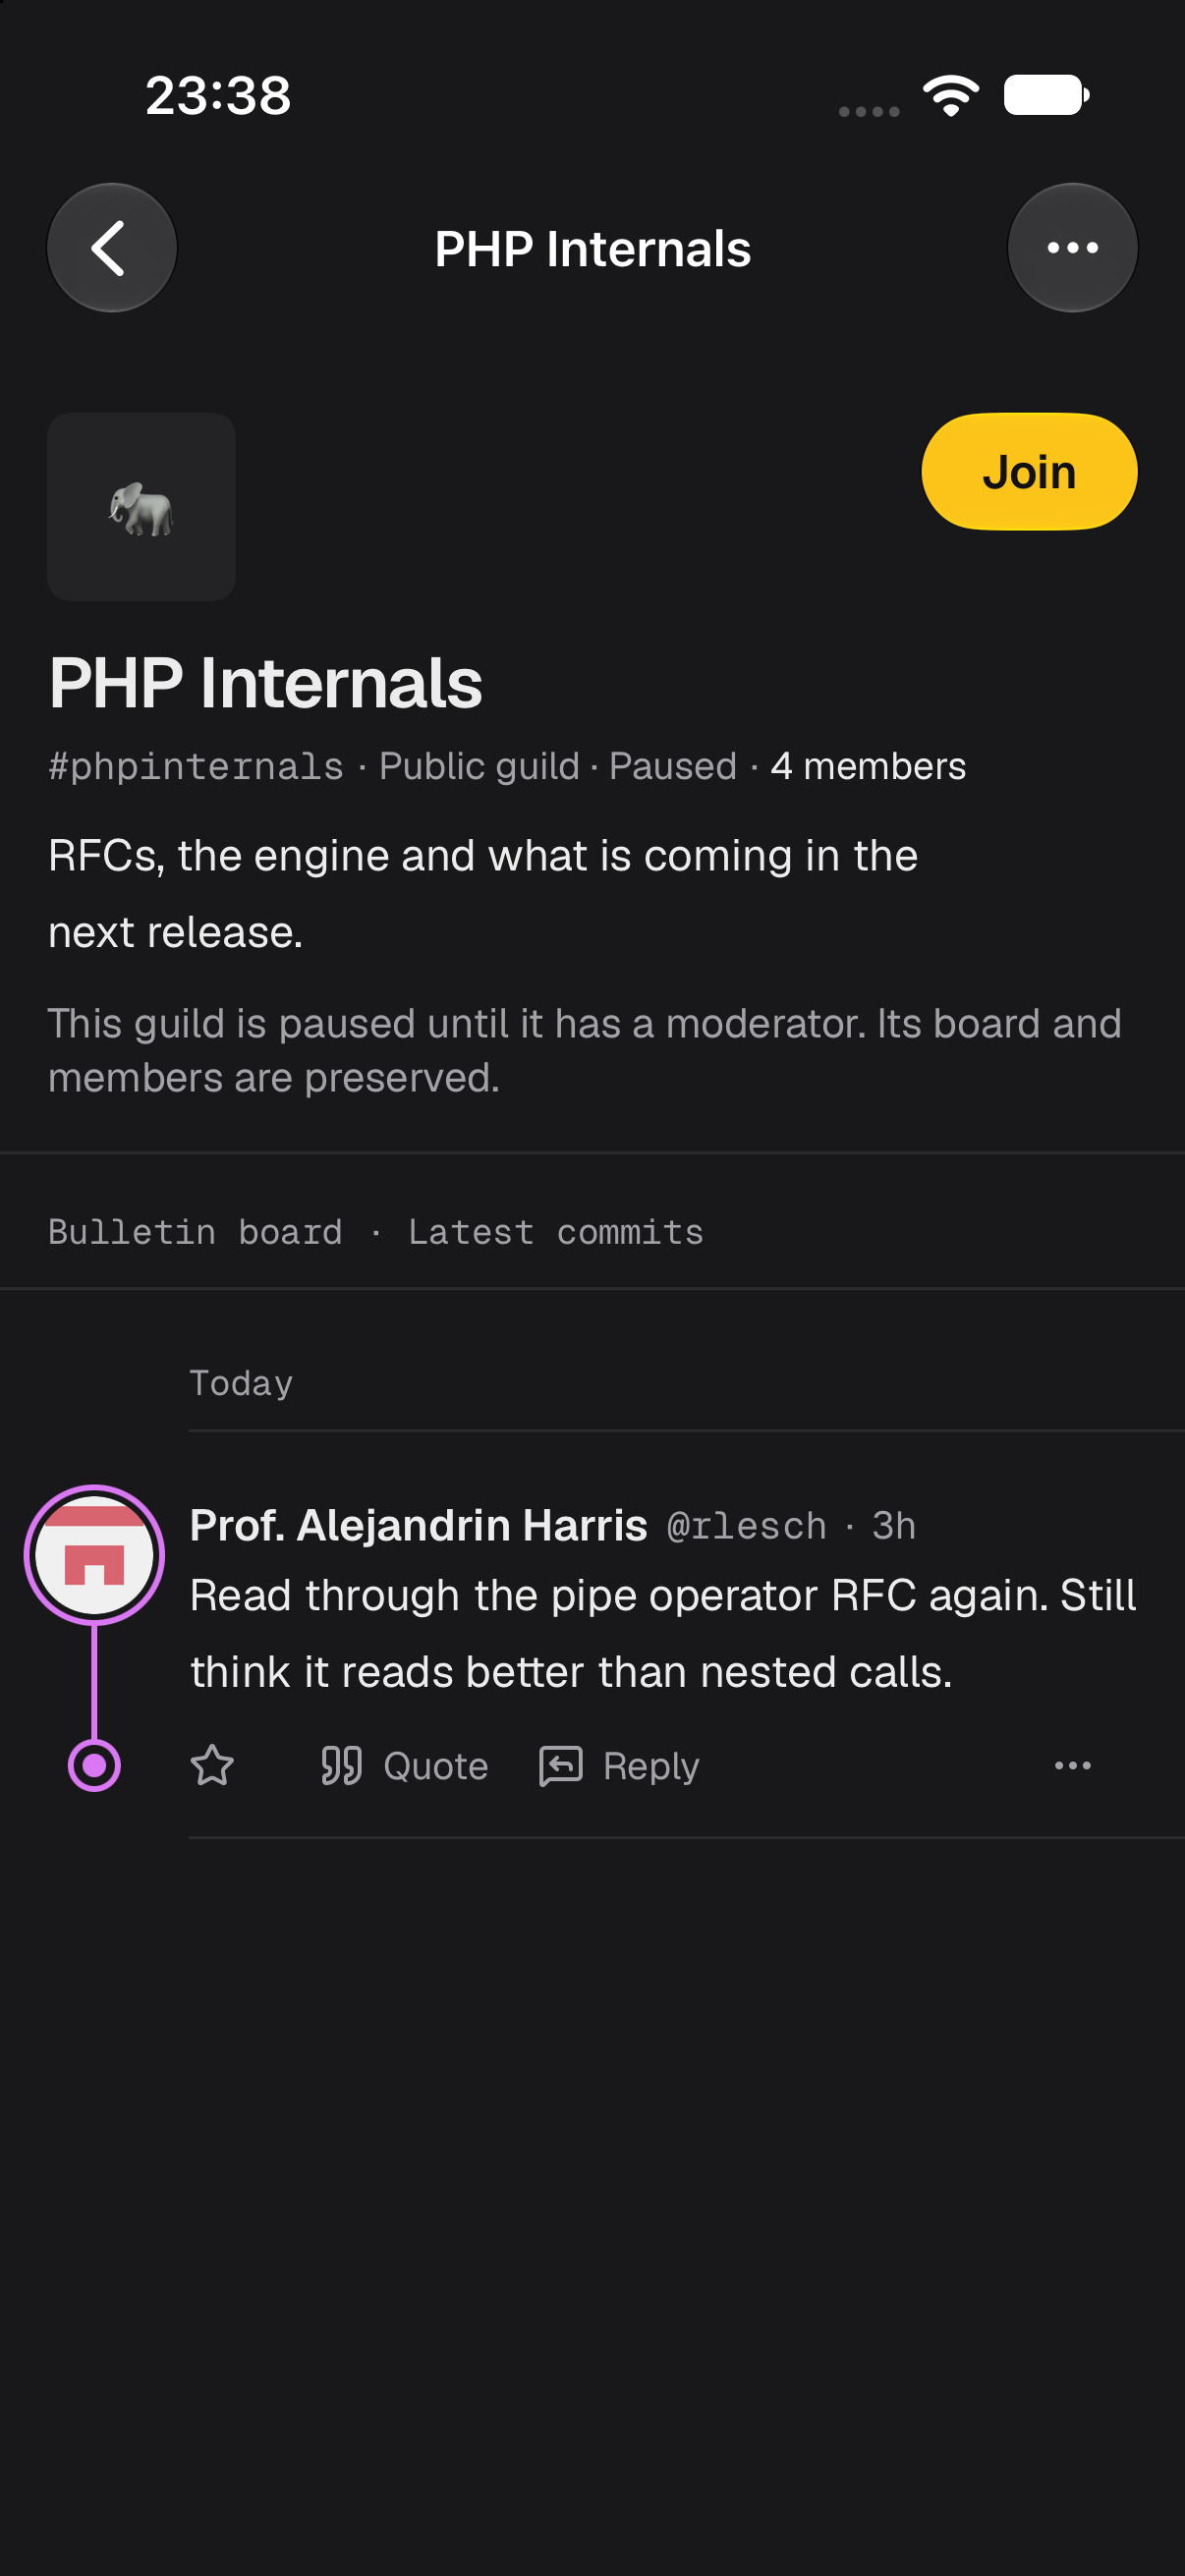 23:38
PHP Internals
Join
PHP Internals
#phpinternals · Public guild · Paused · 4 members
RFCs, the engine and what is coming in the
next release.
This guild is paused until it has a moderator. Its board and
members are preserved.
Bulletin board · Latest commits
Today
Prof. Alejandrin Harris @rlesch · 3h
Read through the pipe operator RFC again. Still
think it reads better than nested calls.
Quote Reply